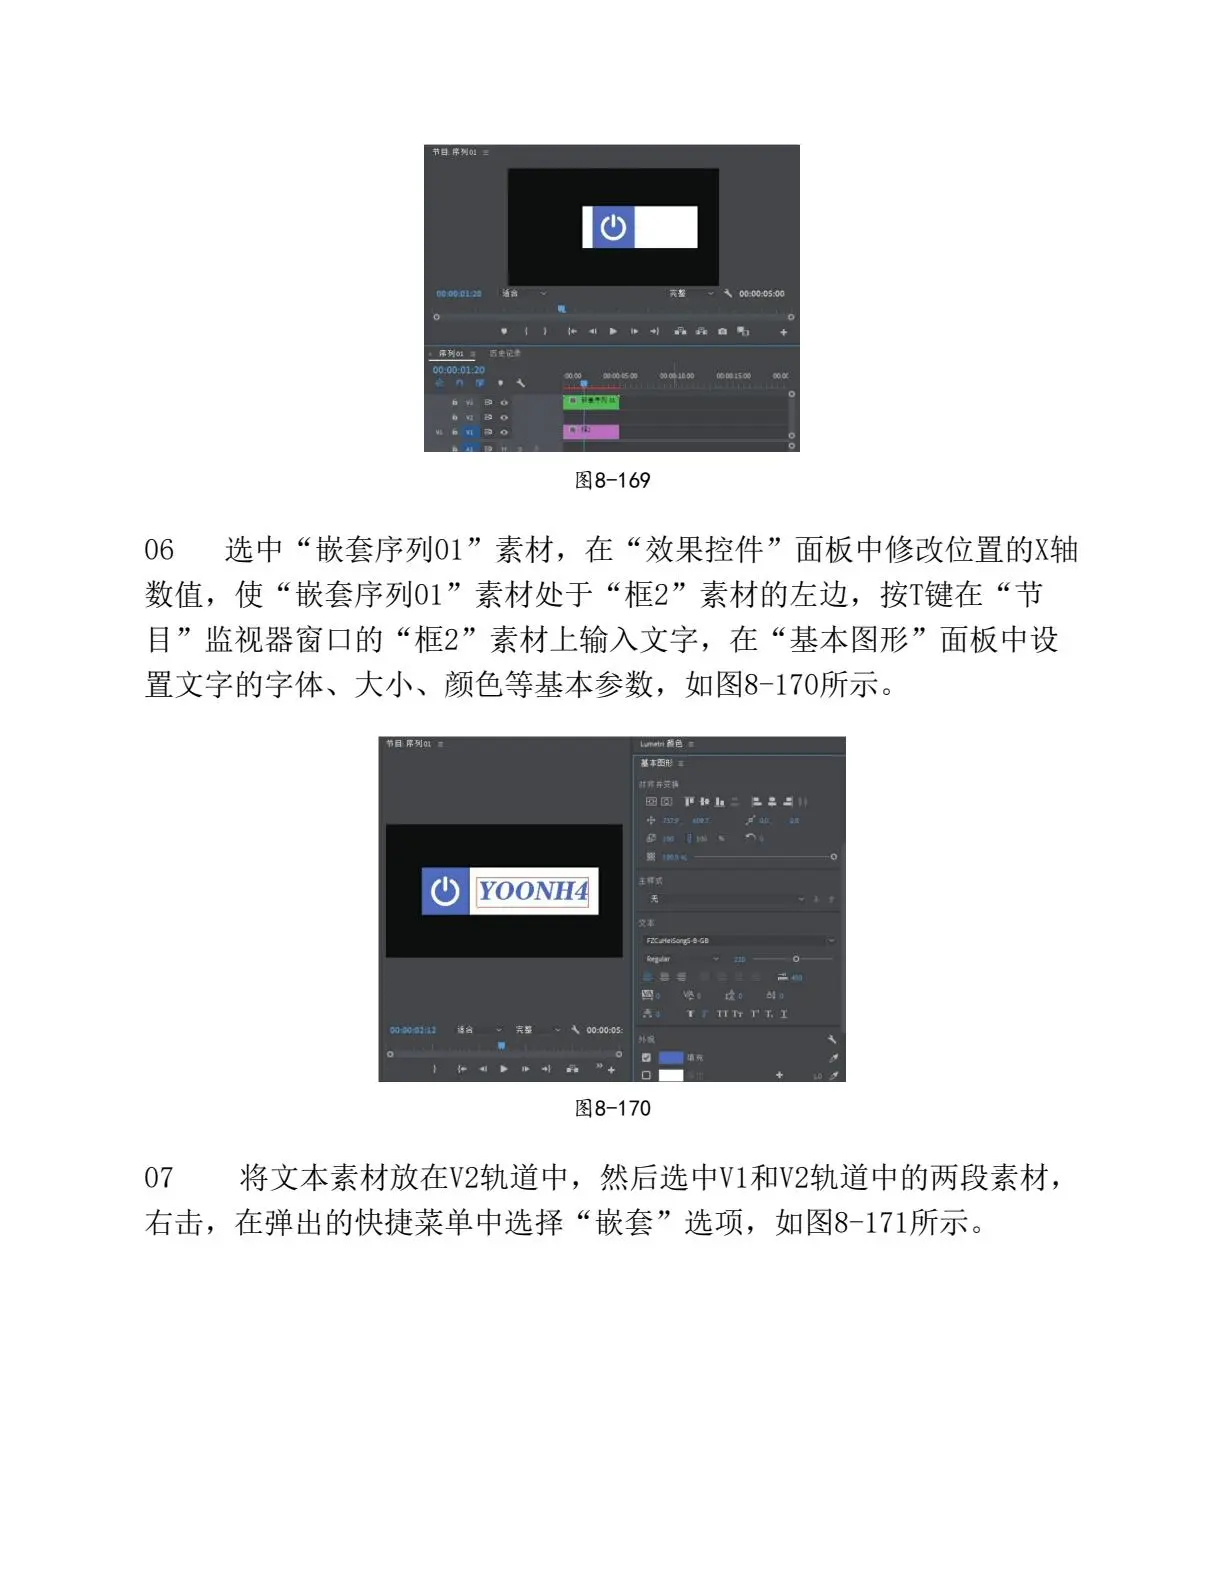 节目: 序列01
00:00:01:20 适合 完整 00:00:05:00
序列01 历史记录
00:00:01:20
:00:00 00:00:05:00 00:00:10:00 00:00:15:00 00:00
V3 嵌套序列 01
V2
V1 V1 框2
A1 M S
图8-169
06 选中“嵌套序列01”素材，在“效果控件”面板中修改位置的X轴
数值，使“嵌套序列01”素材处于“框2”素材的左边，按T键在“节
目”监视器窗口的“框2”素材上输入文字，在“基本图形”面板中设
置文字的字体、大小、颜色等基本参数，如图8-170所示。
节目: 序列01
YOONH4
00:00:02:12 适合 完整 00:00:05:
Lumetri 颜色
基本图形
对齐并变换
100 100 %
100.0 %
主样式
无
文本
FZCuHeiSongS-B-GB
Regular
400
外观
填充
图8-170
07 将文本素材放在V2轨道中，然后选中V1和V2轨道中的两段素材，
右击，在弹出的快捷菜单中选择“嵌套”选项，如图8-171所示。